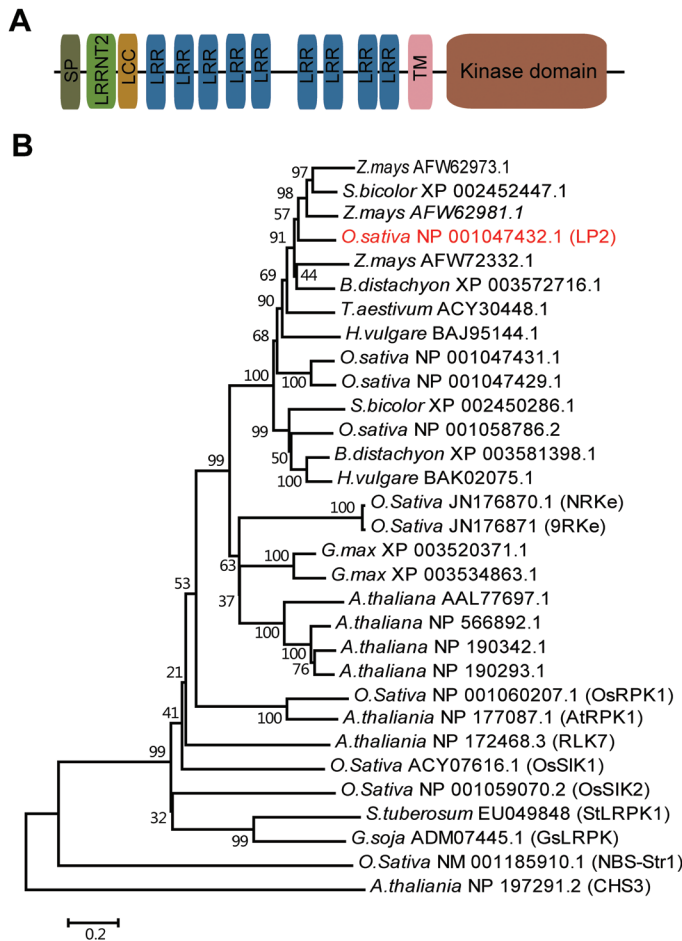 A
SP LRRNT2 LCC LRR LRR LRR LRR LRR LRR LRR LRR LRR TM Kinase domain
B
97 Z.mays AFW62973.1
98 S.bicolor XP 002452447.1
57 Z.mays AFW62981.1
91 O.sativa NP 001047432.1 (LP2)
Z.mays AFW72332.1
69 44
B.distachyon XP 003572716.1
90 T.aestivum ACY30448.1
68 H.vulgare BAJ95144.1
O.sativa NP 001047431.1
100 100 O.sativa NP 001047429.1
S.bicolor XP 002450286.1
99 O.sativa NP 001058786.2
50 B.distachyon XP 003581398.1
99 100 H.vulgare BAK02075.1
100 O.Sativa JN176870.1 (NRKe)
O.Sativa JN176871 (9RKe)
100 G.max XP 003520371.1
63 G.max XP 003534863.1
53 37 A.thaliana AAL77697.1
100 A.thaliana NP 566892.1
100 A.thaliana NP 190342.1
76 A.thaliana NP 190293.1
21 O.Sativa NP 001060207.1 (OsRPK1)
41 100 A.thaliania NP 177087.1 (AtRPK1)
99 A.thaliania NP 172468.3 (RLK7)
O.Sativa ACY07616.1 (OsSIK1)
O.Sativa NP 001059070.2 (OsSIK2)
32 S.tuberosum EU049848 (StLRPK1)
99 G.soja ADM07445.1 (GsLRPK)
O.Sativa NM 001185910.1 (NBS-Str1)
A.thaliania NP 197291.2 (CHS3)
0.2